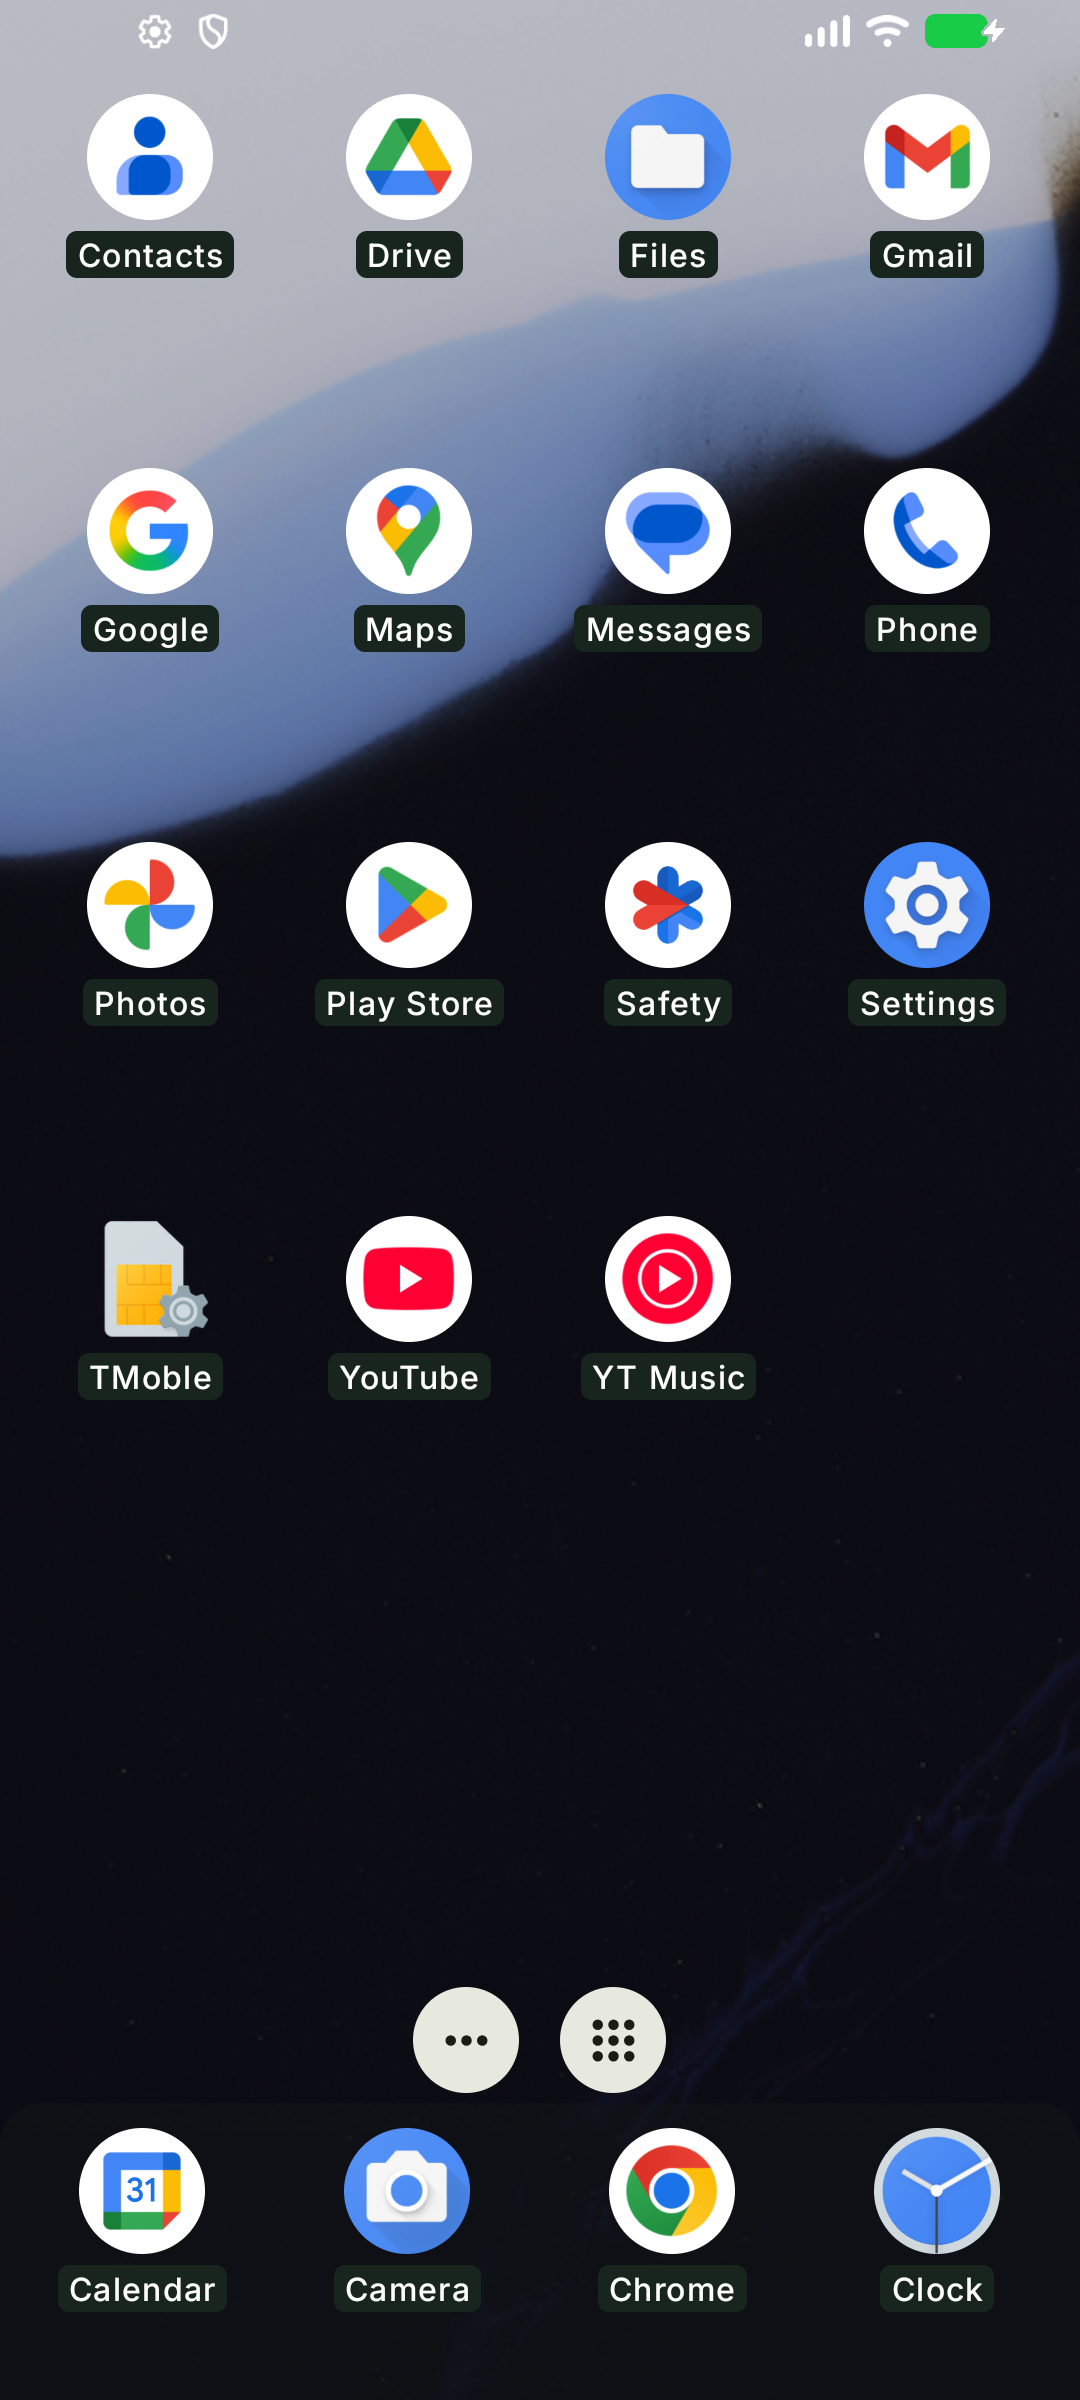 Contacts
Drive
Files
Gmail
Google
Maps
Messages
Phone
Photos
Play Store
Safety
Settings
TMoble
YouTube
YT Music
31
Calendar
Camera
Chrome
Clock